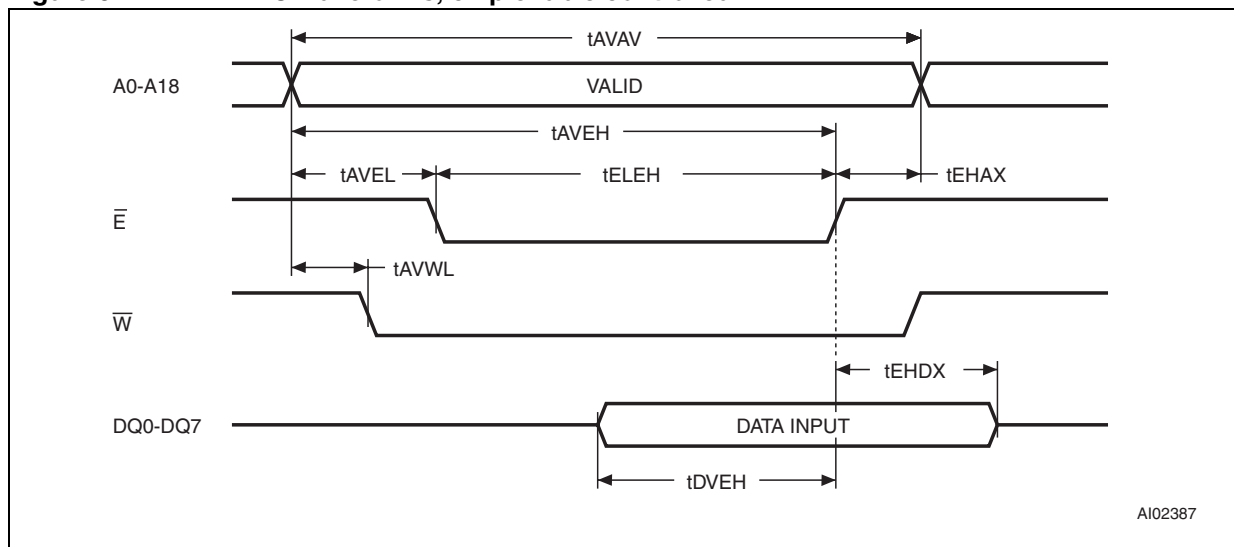 tAVAV
A0-A18
VALID
tAVEH
tAVEL
tELEH
tEHAX
E
tAVWL
W
tEHDX
DQ0-DQ7
DATA INPUT
tDVEH
AI02387